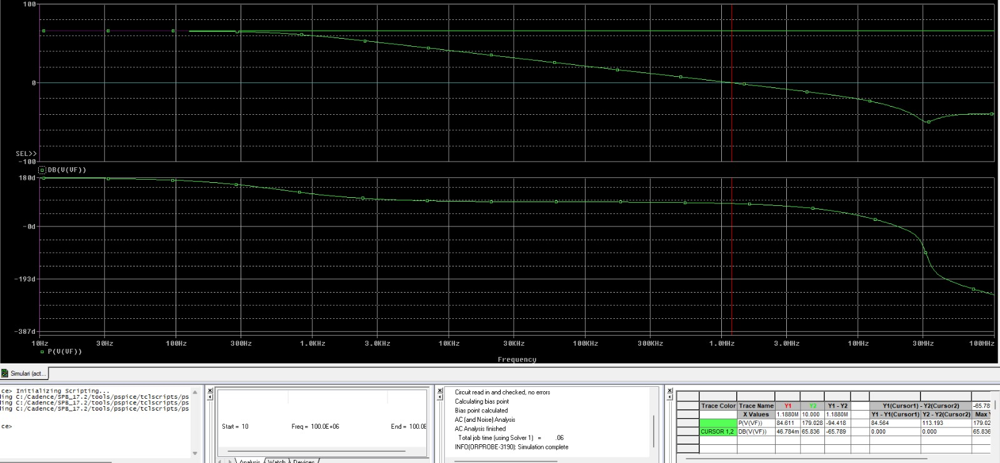 100
0
SEL>>
-100
DB(V(VF))
180d
-0d
-193d
-387d
10Hz 30Hz 100Hz 300Hz 1.0KHz 3.0KHz 10KHz 30KHz 100KHz 300KHz 1.0MHz 3.0MHz 10MHz 30MHz 100MHz
P(V(VF))
Frequency
Simulari (act...
ce> Initializing Scripting...
ing C:/Cadence/SPB_17.2/tools/pspice/tclscripts/ps
ing C:/Cadence/SPB_17.2/tools/pspice/tclscripts/ps
ing C:/Cadence/SPB_17.2/tools/pspice/tclscripts/ps
ce>
Start = 10 Freq = 100.0E+06 End = 100.0E
Analysis Watch Devices
Circuit read in and checked, no errors
Calculating bias point
Bias point calculated
AC (and Noise) Analysis
AC Analysis finished
Total job time (using Solver 1) = .06
INFO(ORPROBE-3190): Simulation complete
Trace Color Trace Name Y1 Y2 Y1 - Y2 Y1(Cursor1) - Y2(Cursor2) -65.78
X Values 1.1880M 10.000 1.1880M Y1 - Y1(Cursor1) Y2 - Y2(Cursor2) Max
P(V(VF)) 84.611 179.028 -94.418 84.564 113.193 179.02
CURSOR 1,2 DB(V(VF)) 46.784m 65.836 -65.789 0.000 0.000 65.836